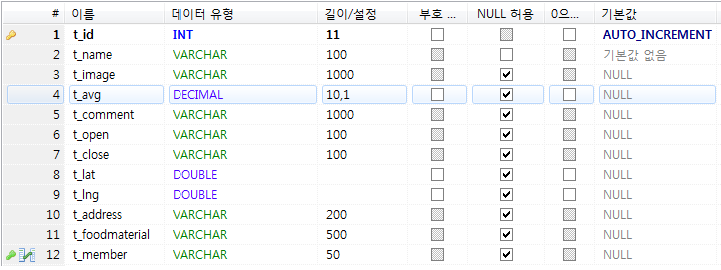 # 이름 데이터 유형 길이/설정 부호 ... NULL 허용 0으... 기본값
1 t_id INT 11 AUTO_INCREMENT
2 t_name VARCHAR 100 기본값 없음
3 t_image VARCHAR 1000 NULL
4 t_avg DECIMAL 10,1 NULL
5 t_comment VARCHAR 1000 NULL
6 t_open VARCHAR 100 NULL
7 t_close VARCHAR 100 NULL
8 t_lat DOUBLE NULL
9 t_lng DOUBLE NULL
10 t_address VARCHAR 200 NULL
11 t_foodmaterial VARCHAR 500 NULL
12 t_member VARCHAR 50 NULL